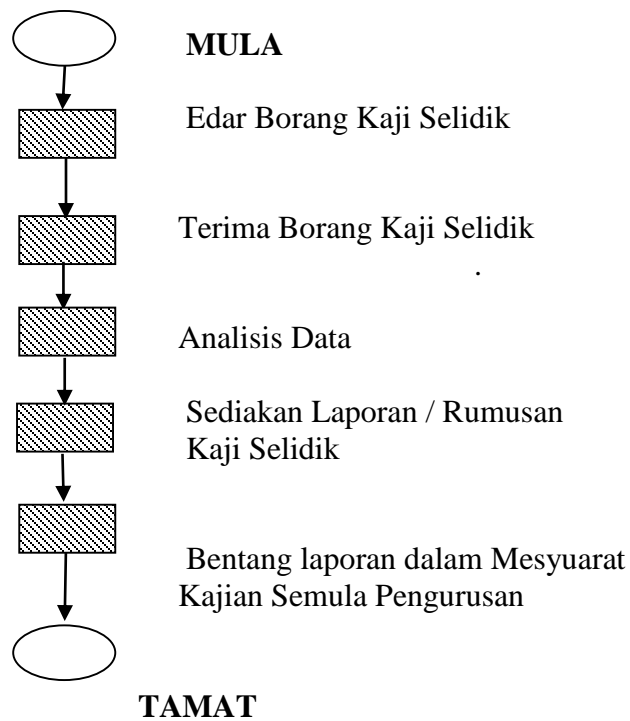 MULA
Edar Borang Kaji Selidik
Terima Borang Kaji Selidik
.
Analisis Data
Sediakan Laporan / Rumusan
Kaji Selidik
Bentang laporan dalam Mesyuarat
Kajian Semula Pengurusan
TAMAT